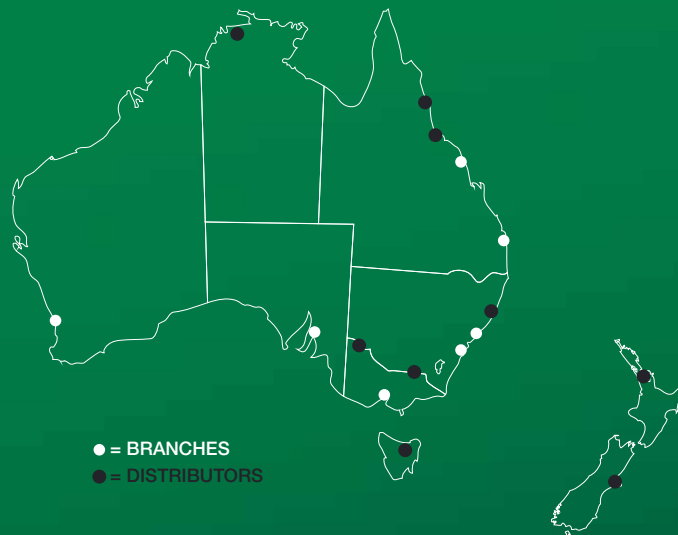 = BRANCHES
= DISTRIBUTORS